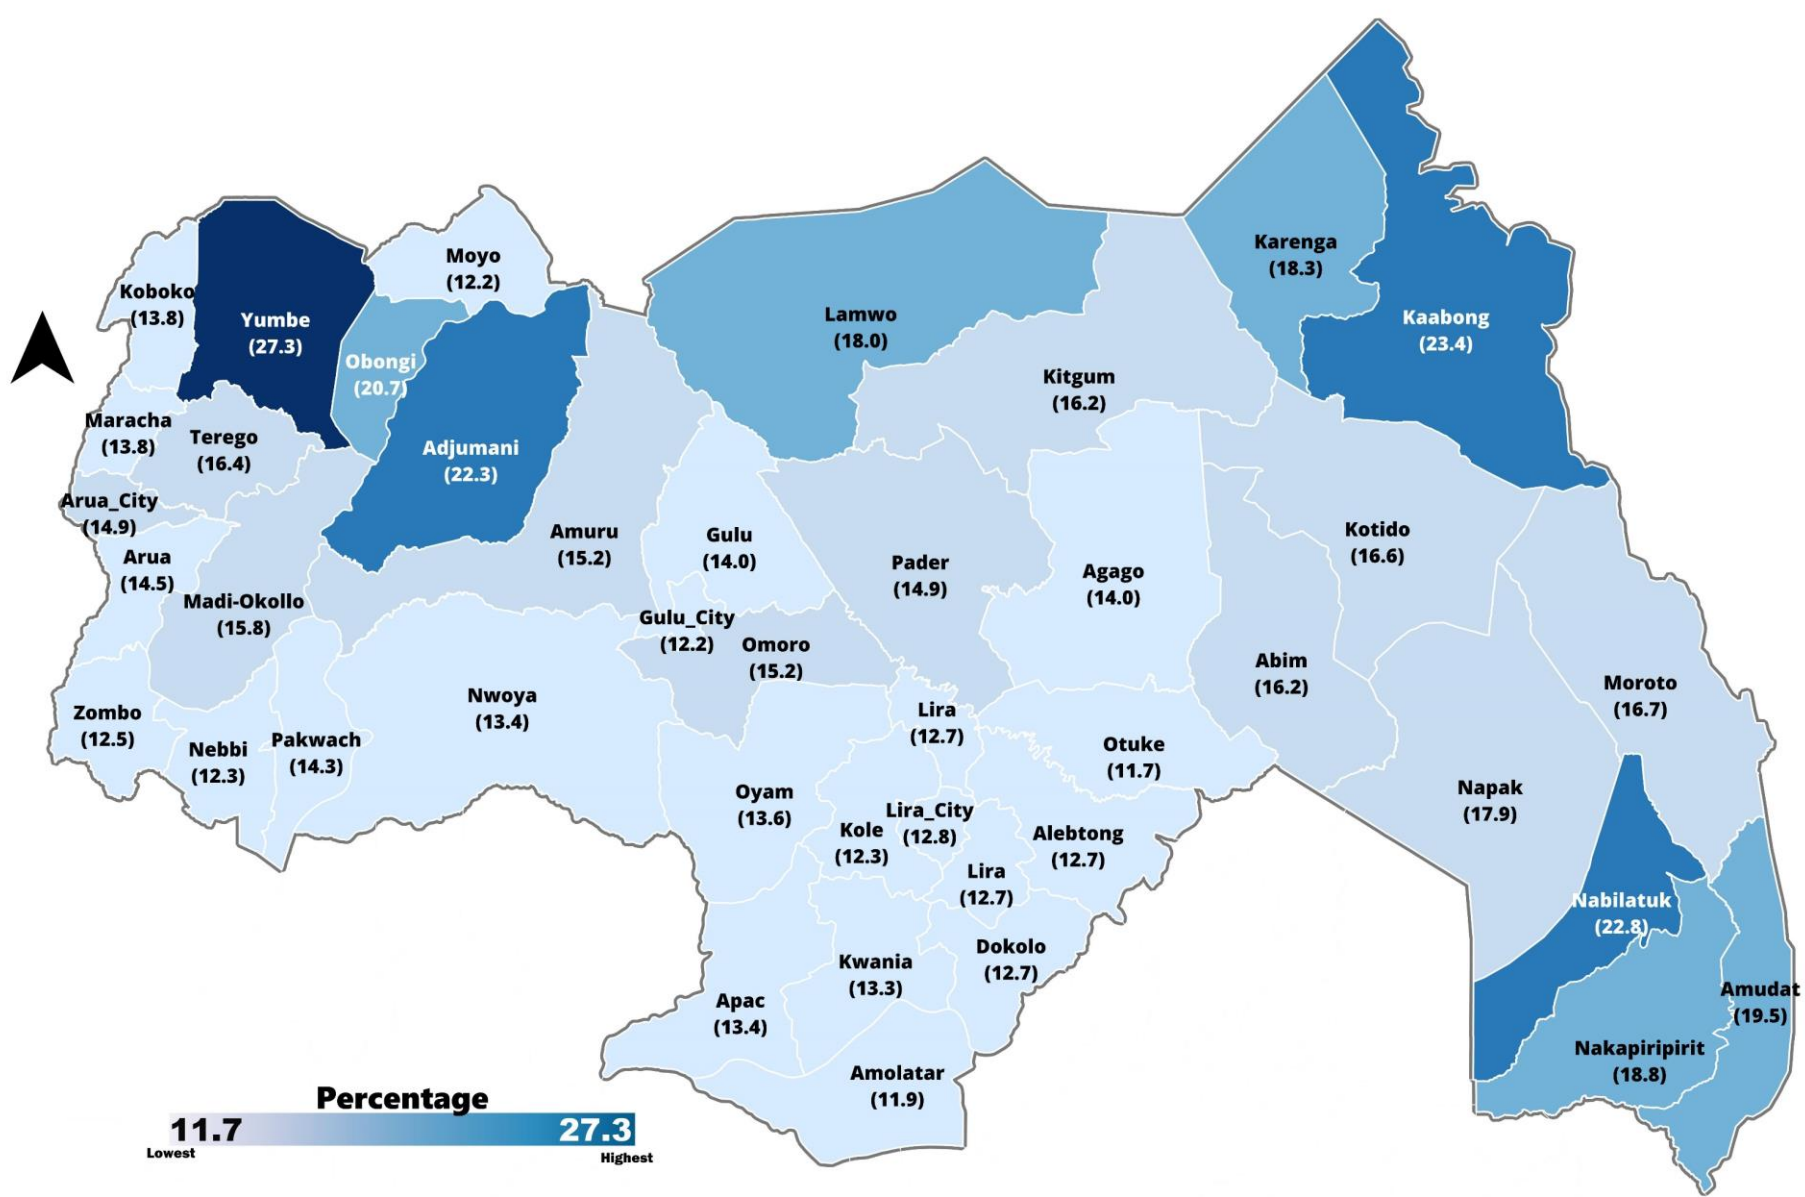 Moyo
(12.2)
Koboko
(13.8)
Yumbe
(27.3)
Obongi
(20.7)
Adjumani
(22.3)
Lamwo
(18.0)
Karenga
(18.3)
Kaabong
(23.4)
Kitgum
(16.2)
Maracha
(13.8)
Terego
(16.4)
Arua_City
(14.9)
Arua
(14.5)
Madi-Okollo
(15.8)
Amuru
(15.2)
Gulu
(14.0)
Gulu_City
(12.2)
Omoro
(15.2)
Pader
(14.9)
Agago
(14.0)
Kotido
(16.6)
Abim
(16.2)
Moroto
(16.7)
Zombo
(12.5)
Nebbi
(12.3)
Pakwach
(14.3)
Nwoya
(13.4)
Lira
(12.7)
Otuke
(11.7)
Napak
(17.9)
Oyam
(13.6)
Kole
(12.3)
Lira_City
(12.8)
Alebtong
(12.7)
Lira
(12.7)
Nabilatuk
(22.8)
Dokolo
(12.7)
Kwania
(13.3)
Apac
(13.4)
Amudat
(19.5)
Nakapiripirit
(18.8)
Amolatar
(11.9)
Percentage
11.7 27.3
Lowest Highest